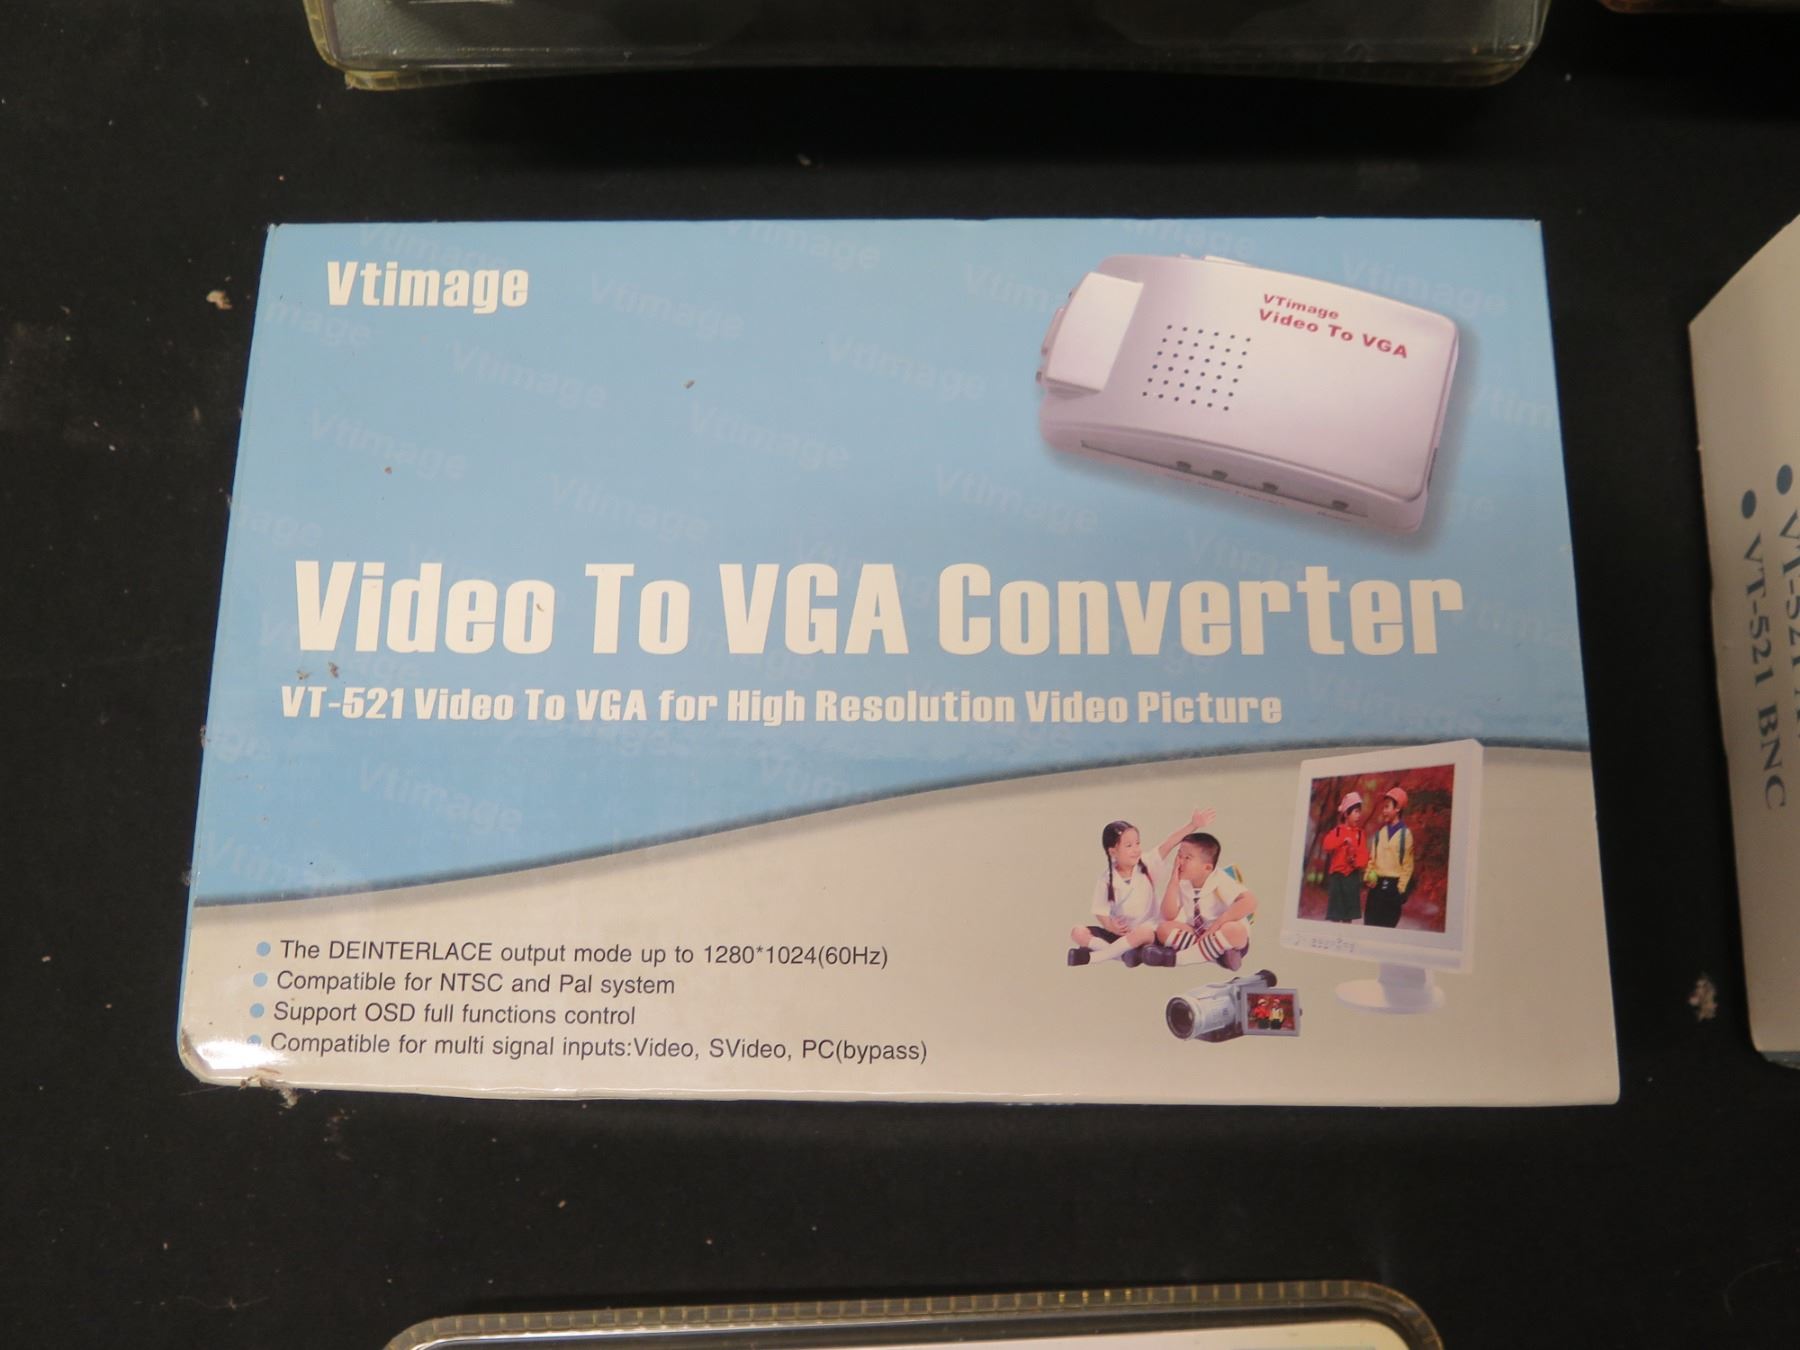 Vtimage
VTimage
Video To VGA
Video To VGA Converter
VT-521 Video To VGA for High Resolution Video Picture
The DEINTERLACE output mode up to 1280*1024(60Hz)
Compatible for NTSC and Pal system
Support OSD full functions control
Compatible for multi signal inputs:Video, SVideo, PC(bypass)
VT-521
VT-521 BNC